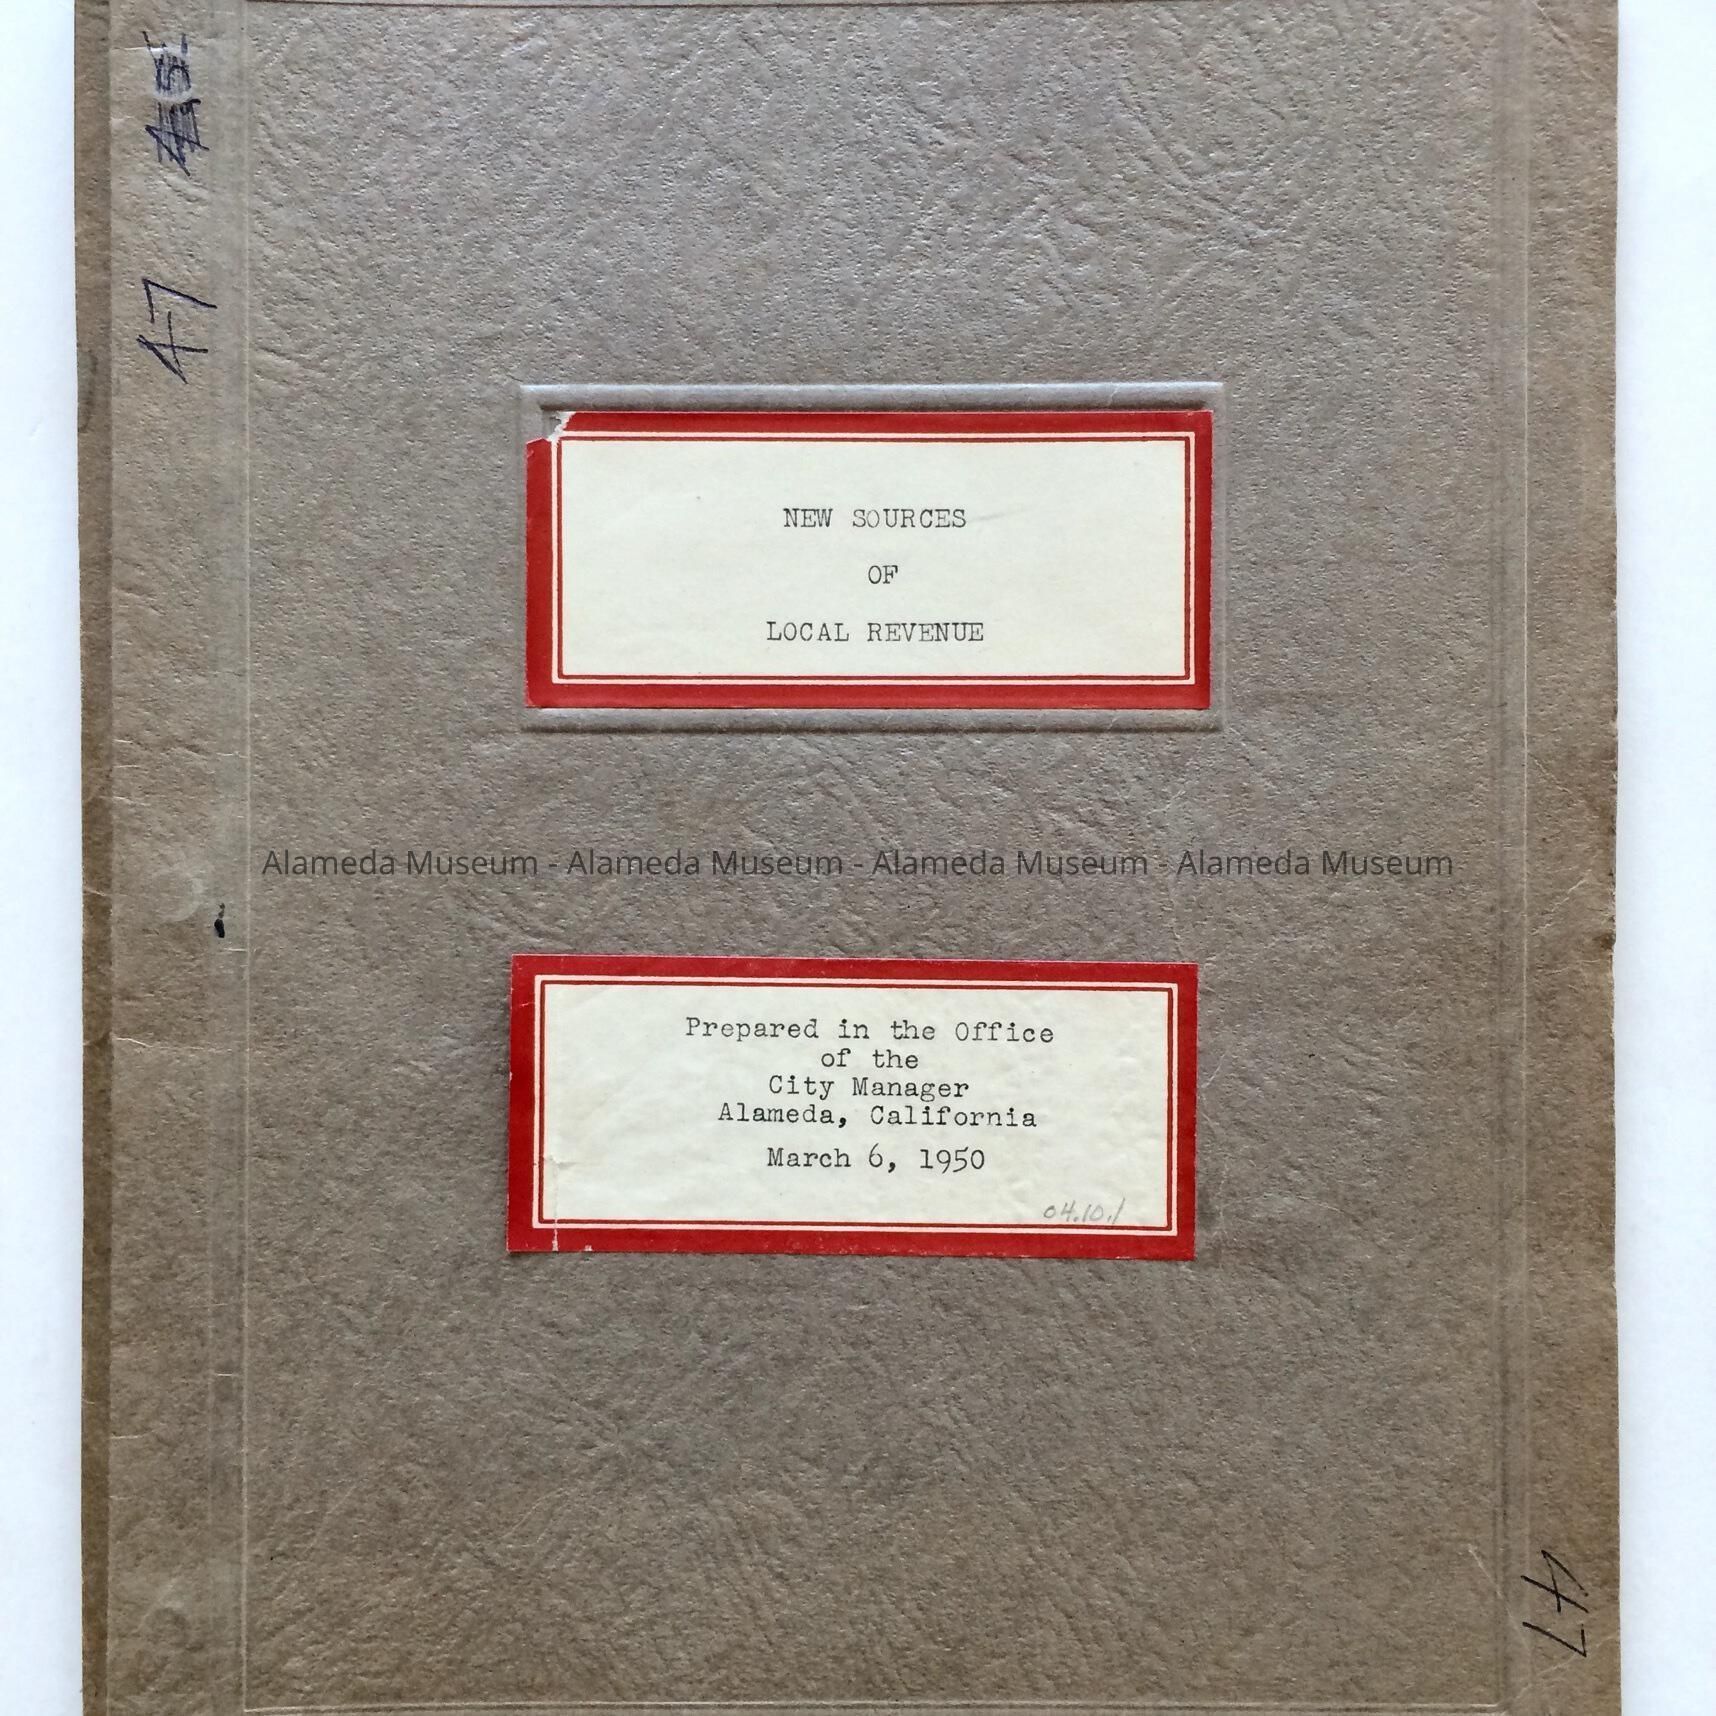 47
NEW SOURCES
OF
LOCAL REVENUE
Alameda Museum - Alameda Museum - Alameda Museum - Alameda Museum
Prepared in the Office
of the
City Manager
Alameda, California
March 6, 1950
04.10.1
47